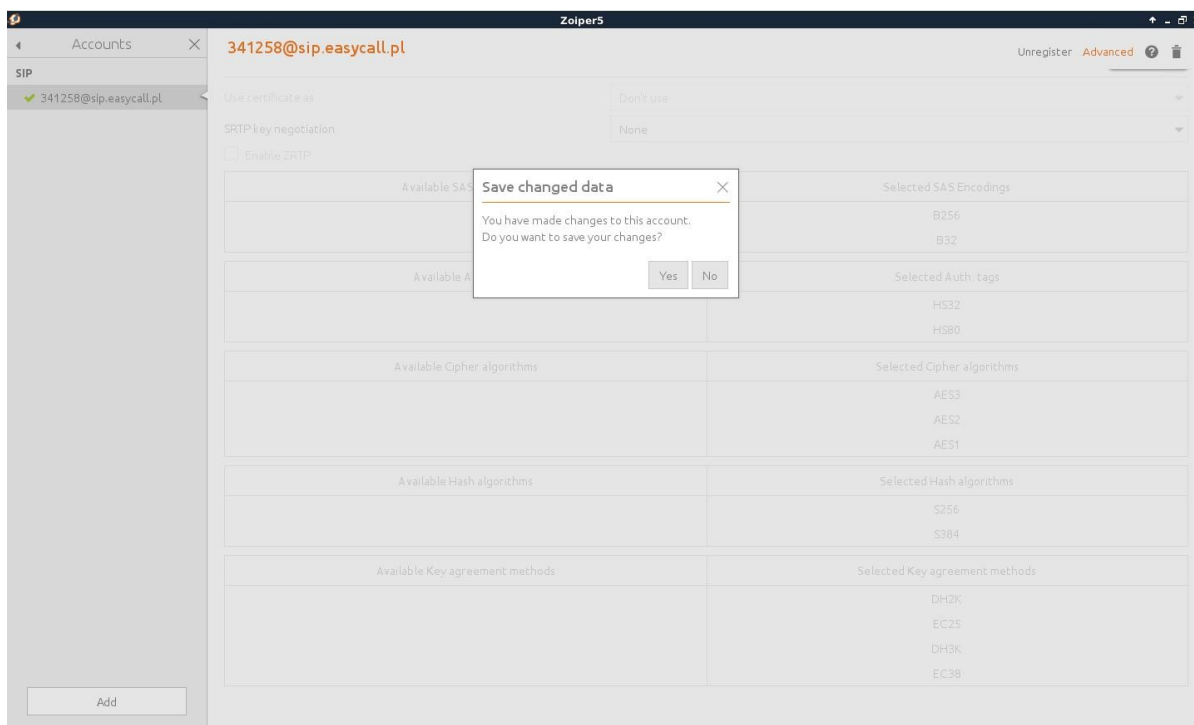 Zoiper5
Accounts
341258@sip.easycall.pl
Unregister Advanced
SIP
341258@sip.easycall.pl
Use certificate as
Don't use
SRTP key negotiation
None
Enable ZRTP
Available SAS
Selected SAS Encodings
B256
B32
Save changed data
You have made changes to this account.
Do you want to save your changes?
Yes
No
Available A
Selected Auth. tags
HS32
HS80
Available Cipher algorithms
Selected Cipher algorithms
AES3
AES2
AES1
Available Hash algorithms
Selected Hash algorithms
S256
S384
Available Key agreement methods
Selected Key agreement methods
DH2K
EC25
DH3K
EC38
Add